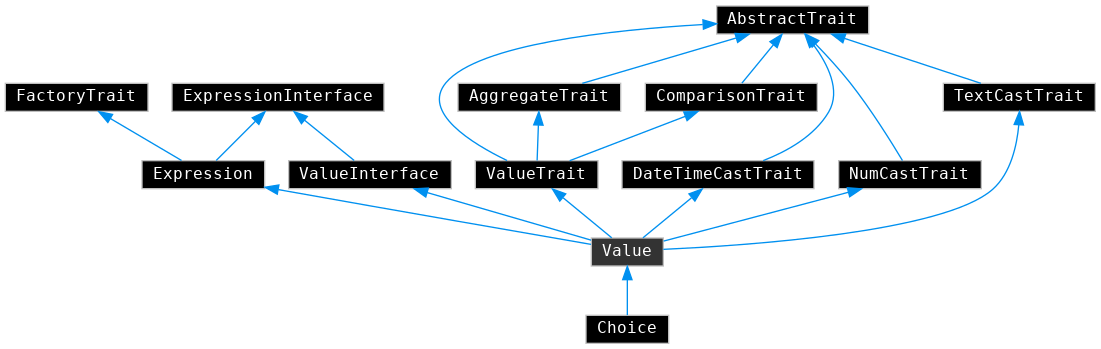 AbstractTrait
FactoryTrait
ExpressionInterface
AggregateTrait
ComparisonTrait
TextCastTrait
Expression
ValueInterface
ValueTrait
DateTimeCastTrait
NumCastTrait
Value
Choice